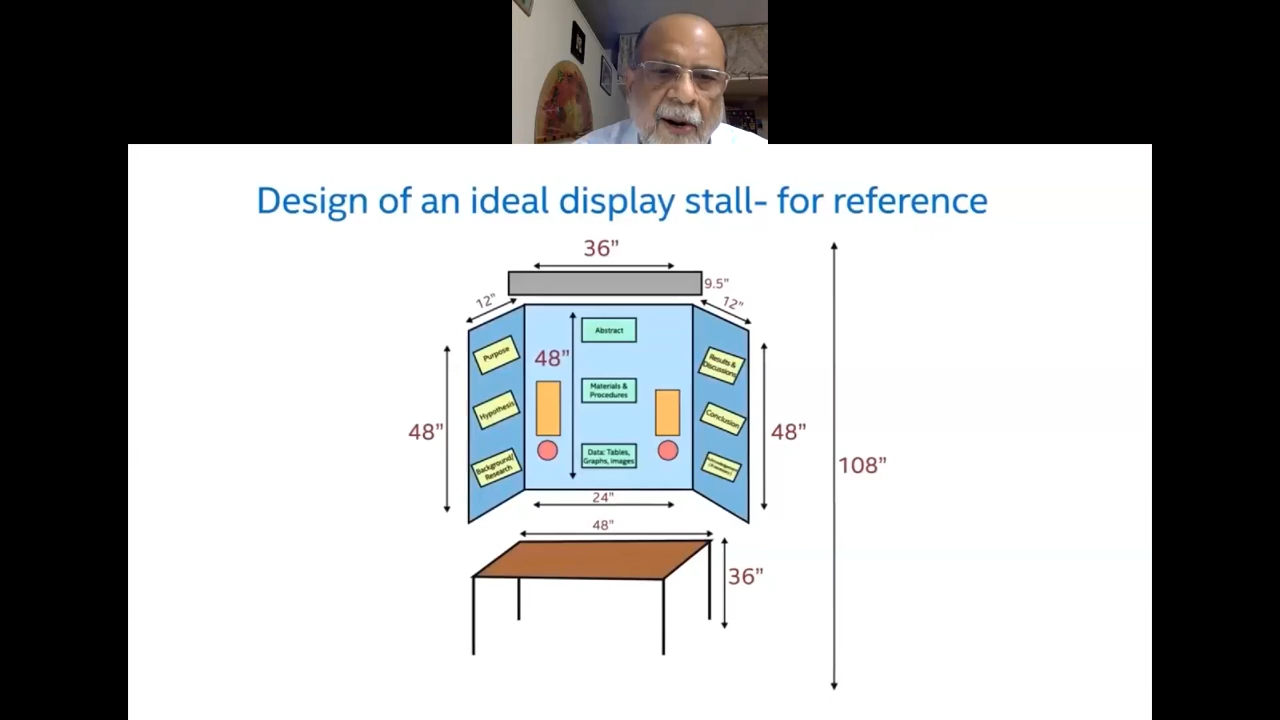 Design of an ideal display stall- for reference
36”
9.5”
12”
12”
Abstract
Purpose
48”
Results &
Discussions
Materials &
Procedures
Hypothesis
Conclusion
48”
48”
Background/
Research
Data: Tables,
Graphs, images
108”
24”
48”
36”